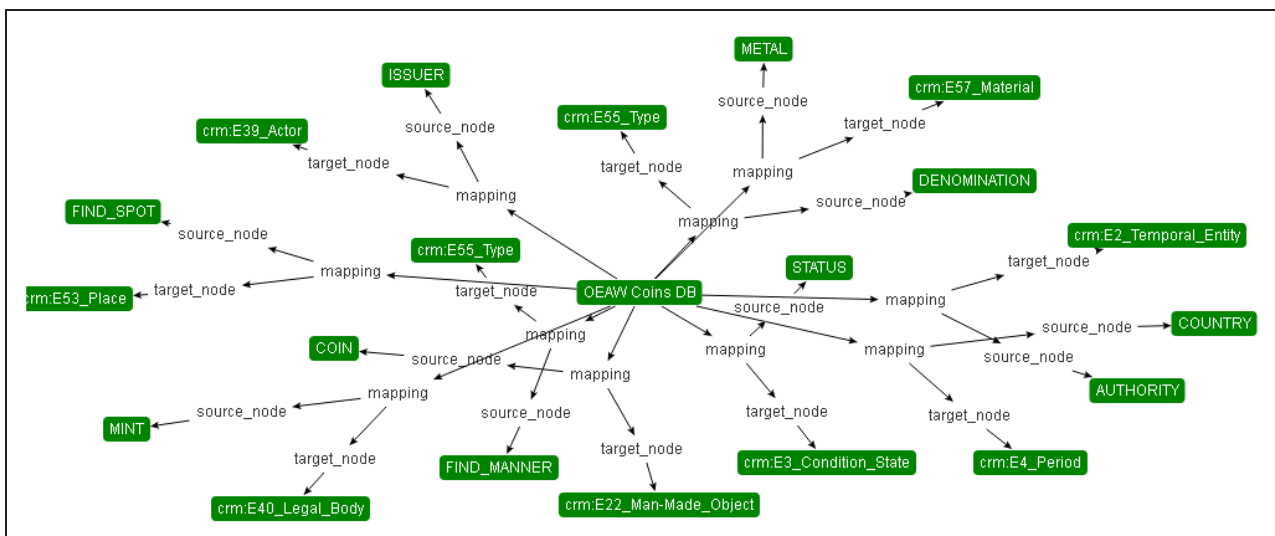 METAL
ISSUER
crm:E57_Material
source_node
crm:E55_Type
source_node
target_node
crm:E39_Actor
target_node
mapping
DENOMINATION
target_node
mapping
source_node
FIND_SPOT
mapping
source_node
crm:E2_Temporal_Entity
crm:E55_Type
target_node
STATUS
mapping
OEAW Coins DB
target_node
target_node
crm:E53_Place
mapping
source_node
COUNTRY
source_node
mapping
COIN
mapping
mapping
source_node
source_node
mapping
AUTHORITY
mapping
source_node
source_node
target_node
target_node
MINT
target_node
target_node
FIND_MANNER
crm:E3_Condition_State
crm:E4_Period
crm:E40_Legal_Body
crm:E22_Man-Made_Object